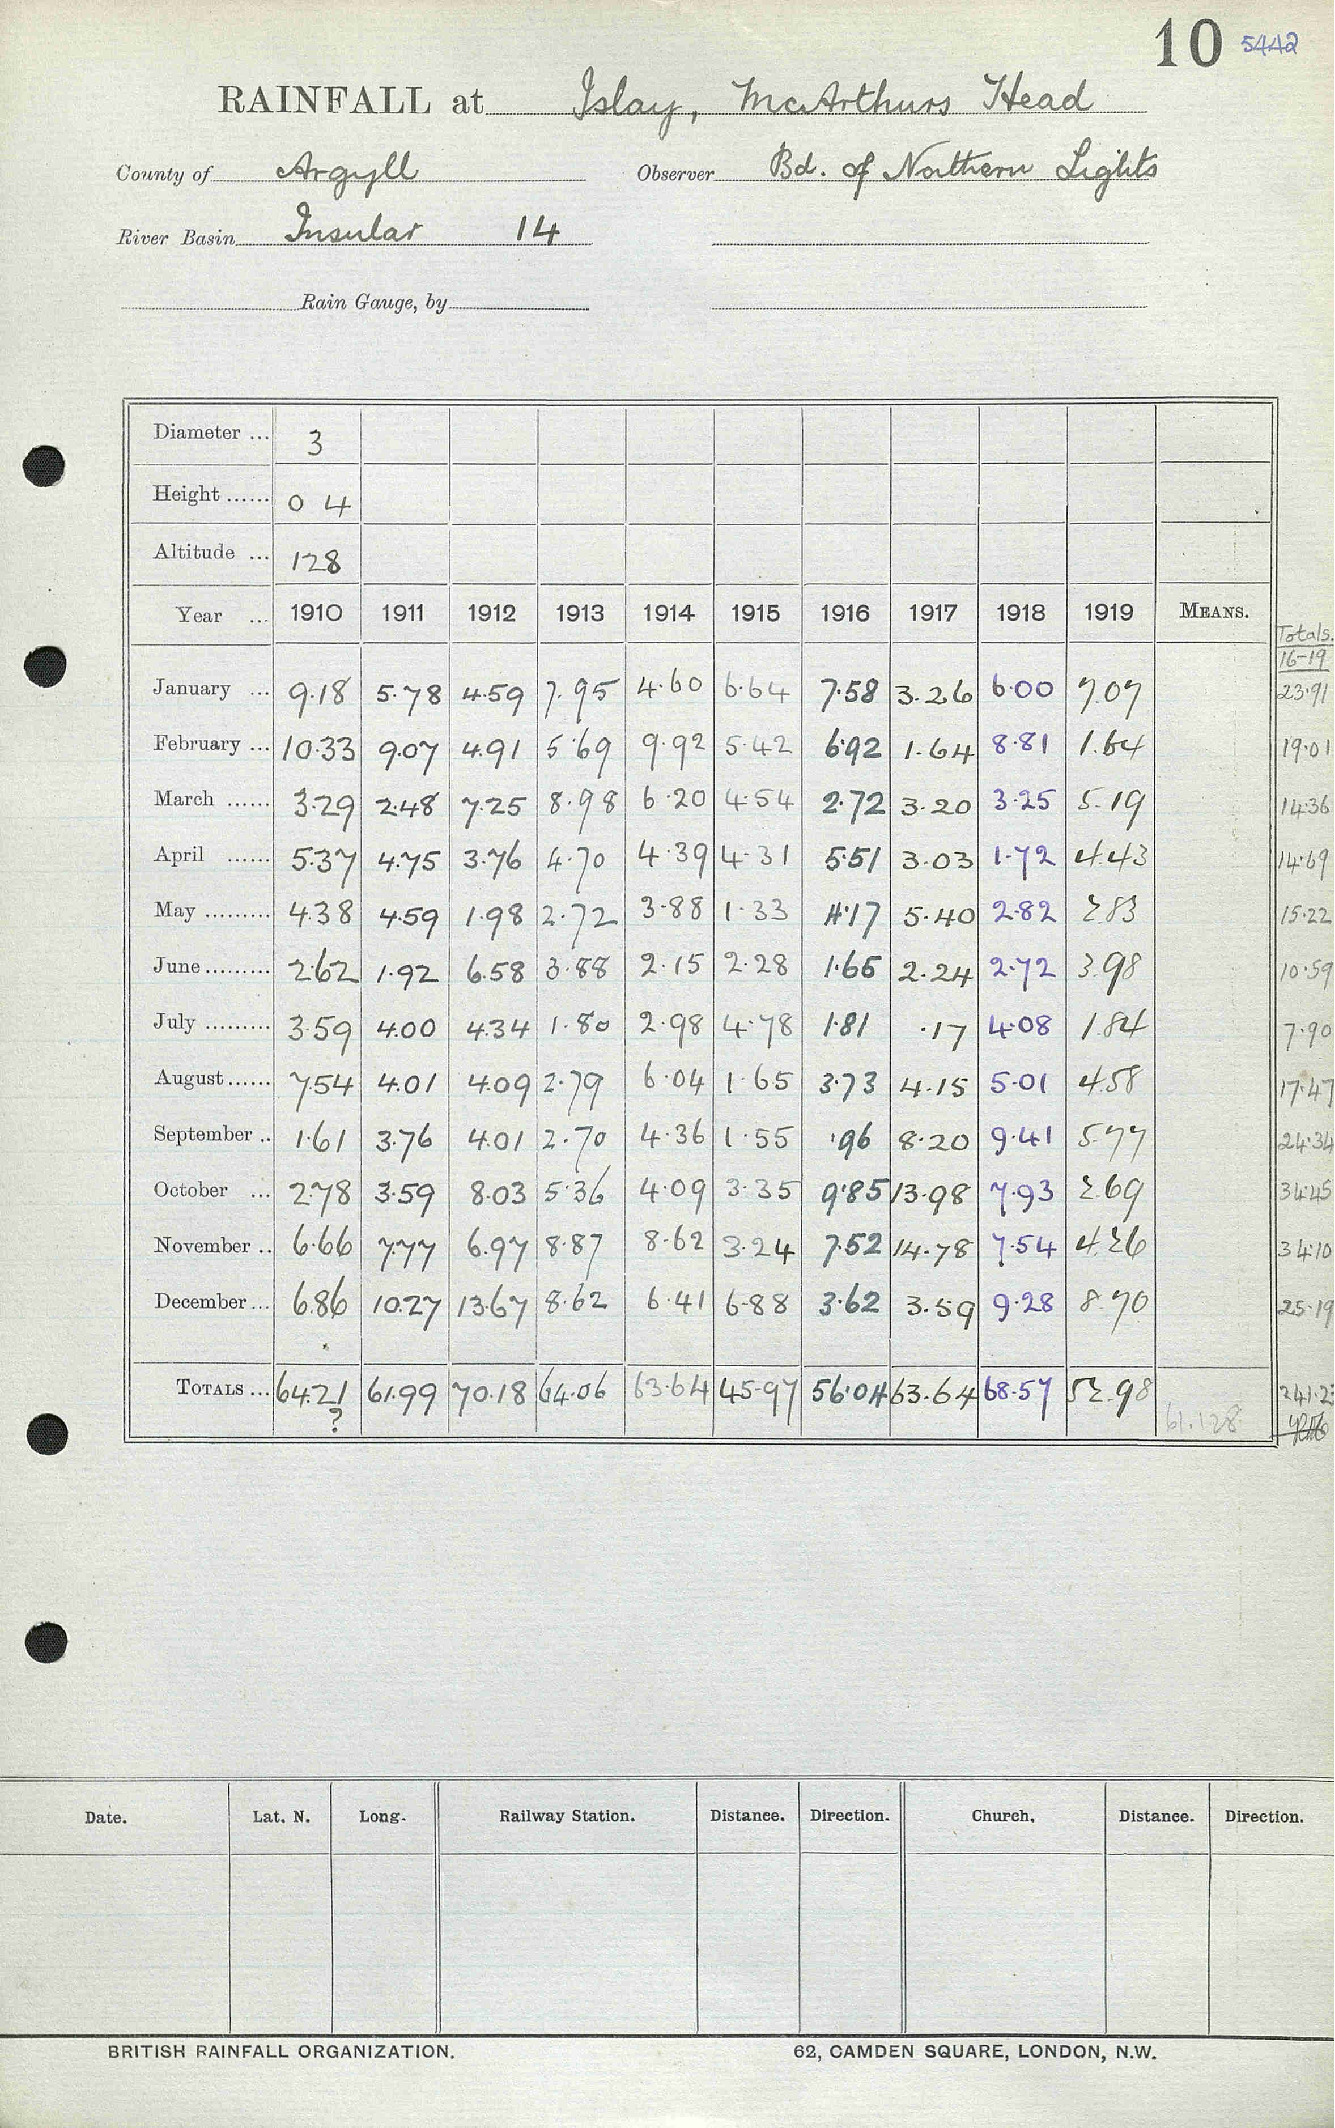 10 5442
RAINFALL at Islay, McArthurs Head
County of Argyll Observer Bd. of Northern Lights
River Basin Insular 14
Rain Gauge, by
Diameter ... 3
Height ...... 0 4
Altitude ... 128
Year ... 1910 1911 1912 1913 1914 1915 1916 1917 1918 1919 MEANS. Totals. 16-19
January ... 9.18 5.78 4.59 7.95 4.60 6.64 7.58 3.26 6.00 7.07 23.91
February ... 10.33 9.07 4.91 5.69 9.92 5.42 6.92 1.64 8.81 1.64 19.01
March ...... 3.29 2.48 7.25 8.98 6.20 4.54 2.72 3.20 3.25 5.19 14.36
April ...... 5.37 4.75 3.76 4.70 4.39 4.31 5.51 3.03 1.72 4.43 14.69
May ......... 4.38 4.59 1.98 2.72 3.88 1.33 4.17 5.40 2.82 2.83 15.22
June ......... 2.62 1.92 6.58 3.88 2.15 2.28 1.65 2.24 2.72 3.98 10.59
July ......... 3.59 4.00 4.34 1.80 2.98 4.78 1.81 .17 4.08 1.84 7.90
August ...... 7.54 4.01 4.09 2.79 6.04 1.65 3.73 4.15 5.01 4.58 17.47
September .. 1.61 3.76 4.01 2.70 4.36 1.55 .96 8.20 9.41 5.77 24.34
October ... 2.78 3.59 8.03 5.36 4.09 3.35 9.85 13.98 7.93 2.69 34.45
November .. 6.66 7.77 6.97 8.87 8.62 3.24 7.52 14.78 7.54 4.26 34.10
December ... 6.86 10.27 13.67 8.62 6.41 6.88 3.62 3.59 9.28 8.70 25.19
TOTALS ... 64.21 61.99 70.18 64.06 63.64 45.97 56.04 63.64 68.57 52.98 241.23
? 61.128
Date. Lat. N. Long. Railway Station. Distance. Direction. Church. Distance. Direction.
BRITISH RAINFALL ORGANIZATION. 62, CAMDEN SQUARE, LONDON, N.W.